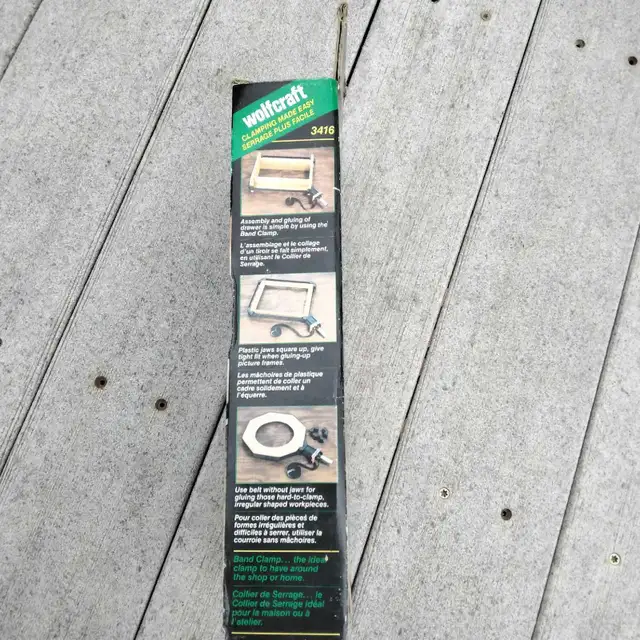 wolfcraft
CLAMPING MADE EASY
SERRAGE PLUS FACILE
3416
Assembly and gluing of
drawer is simple by using the
Band Clamp.
L'assemblage et le collage
d'un tiroir se fait simplement,
en utilisant le Collier de
Serrage.
Plastic jaws square up, give
tight fit when gluing-up
picture frames.
Les mâchoires de plastique
permettent de coller un
cadre solidement et à
l'équerre.
Use belt without jaws for
gluing those hard-to-clamp,
irregular shaped workpieces.
Pour coller des pièces de
formes irrégulières et
difficiles à serrer, utiliser la
courroie sans mâchoires.
Band Clamp... the ideal
clamp to have around
the shop or home.
Collier de Serrage... le
Collier de Serrage idéal
pour la maison ou à
l'atelier.